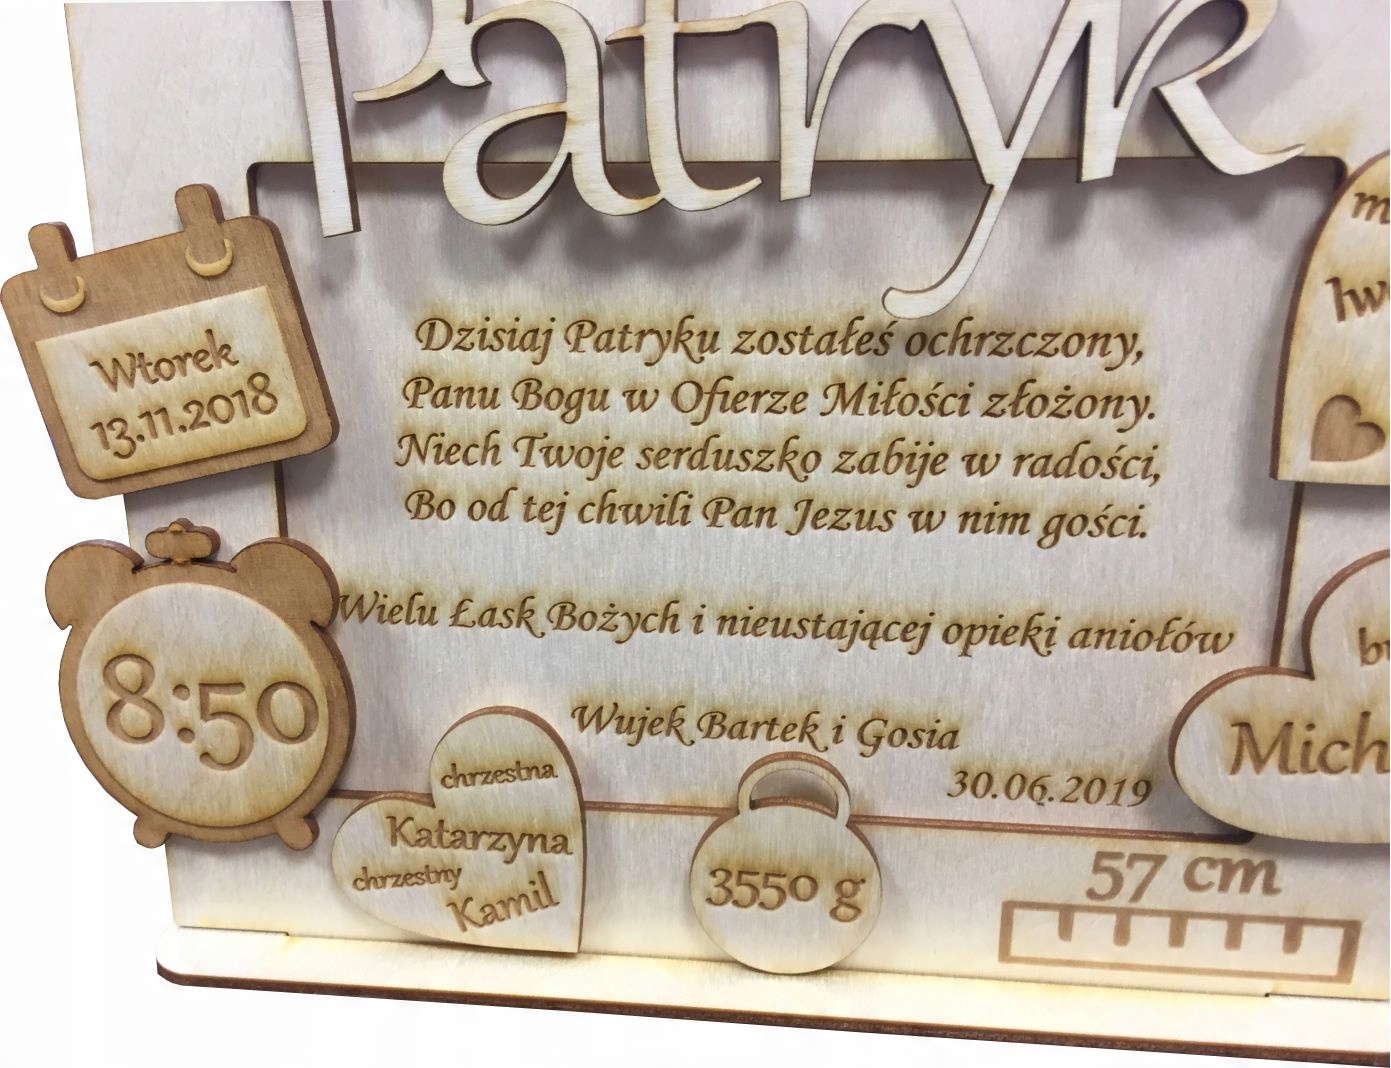 Patryk
Dzisiaj Patryku zostałeś ochrzczony,
Panu Bogu w Ofierze Miłości złożony.
Niech Twoje serduszko zabije w radości,
Bo od tej chwili Pan Jezus w nim gości.
Wielu Łask Bożych i nieustającej opieki aniołów
Wujek Bartek i Gosia
30.06.2019
Wtorek
13.11.2018
8:50
chrzestna
Katarzyna
chrzestny
Kamil
3550 g
57 cm